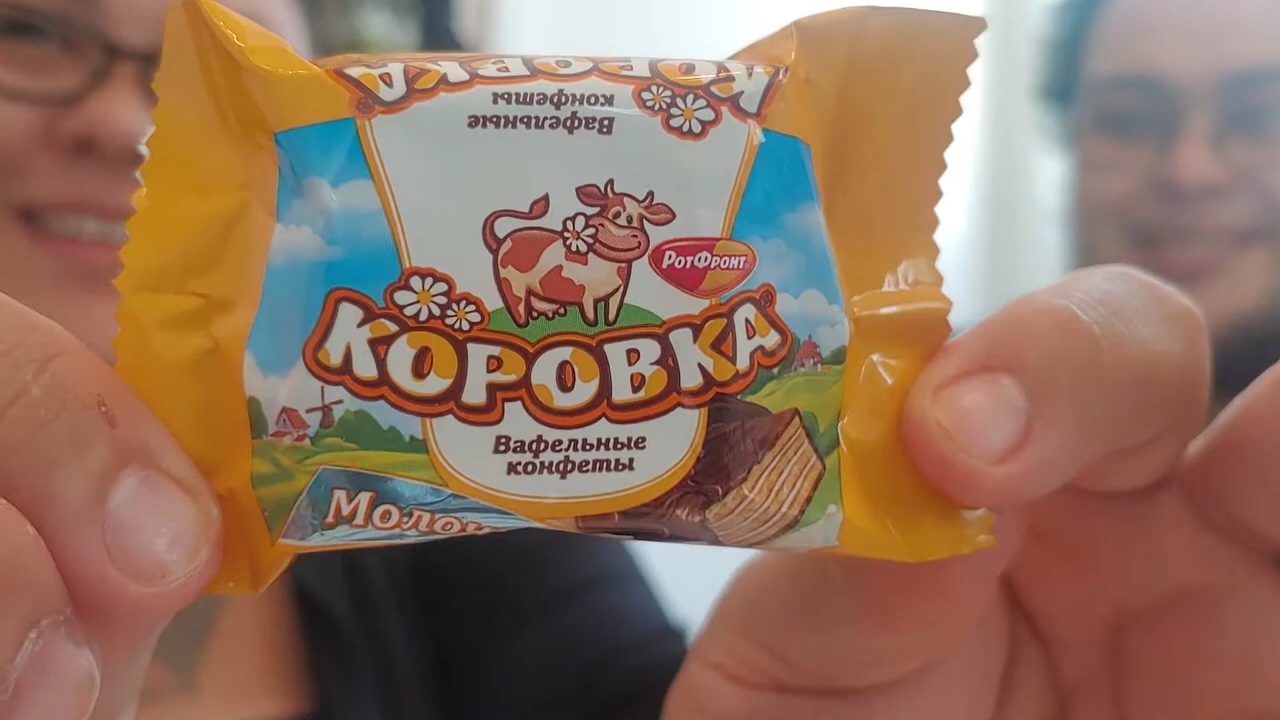 КОРОВКА
Вафельные
конфеты
РотФронт
КОРОВКА
Вафельные
конфеты